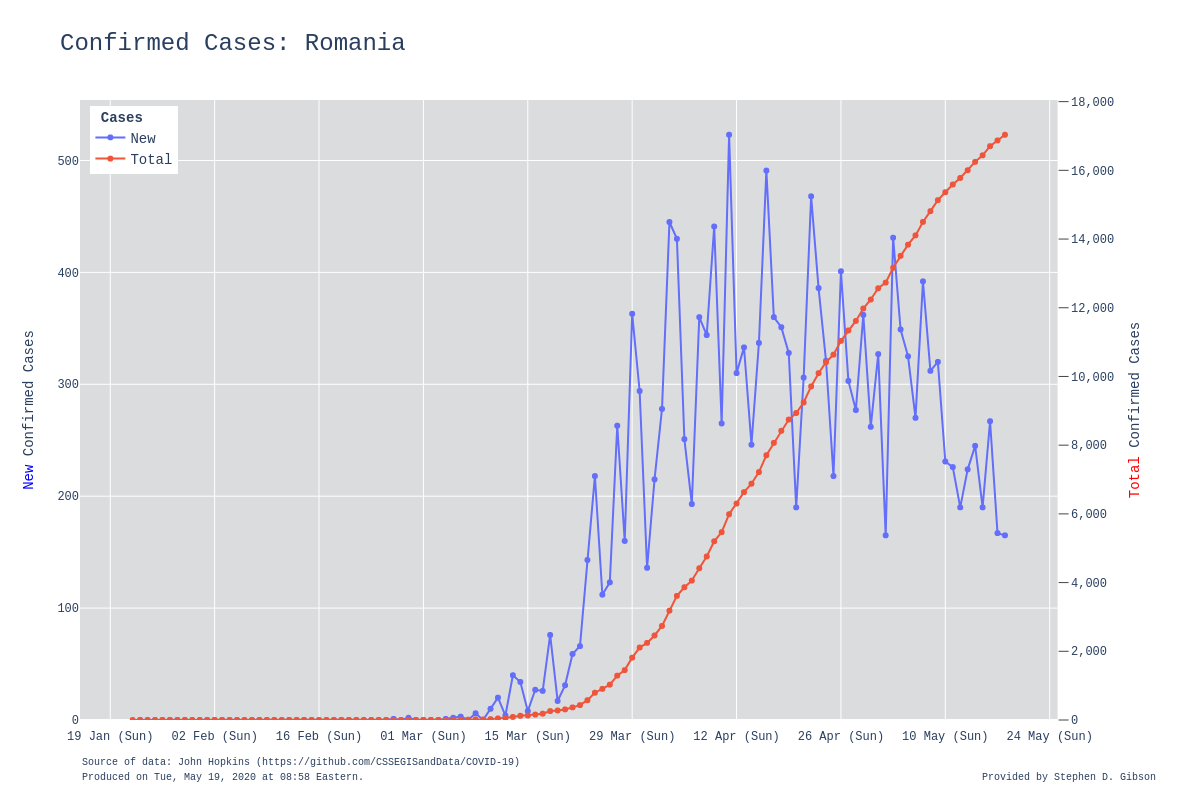 Confirmed Cases: Romania
Cases
New
Total
500
400
300
200
100
0
New Confirmed Cases
18,000
16,000
14,000
12,000
10,000
8,000
6,000
4,000
2,000
0
Total Confirmed Cases
19 Jan (Sun) 02 Feb (Sun) 16 Feb (Sun) 01 Mar (Sun) 15 Mar (Sun) 29 Mar (Sun) 12 Apr (Sun) 26 Apr (Sun) 10 May (Sun) 24 May (Sun)
Source of data: John Hopkins (https://github.com/CSSEGISandData/COVID-19)
Produced on Tue, May 19, 2020 at 08:58 Eastern.
Provided by Stephen D. Gibson